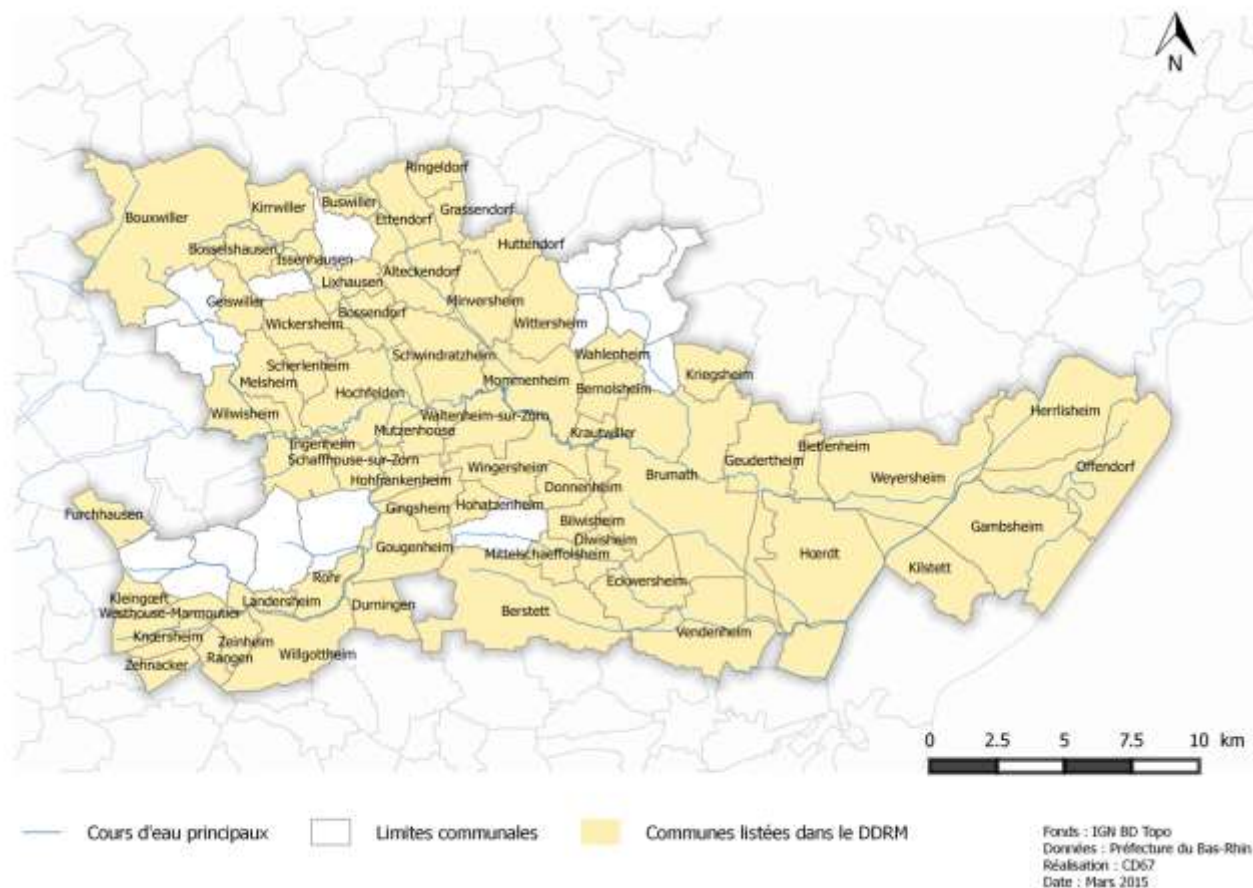 N
Ringeldorf
Bouxwiller
Kirrwiller
Buswiller
Ettendorf
Grassendorf
Bosselshausen
Issenhausen
Huttendorf
Geiswiller
Lixhausen
Alteckendorf
Bossendorf
Minversheim
Wickersheim
Wittersheim
Scherlenheim
Schwindratzheim
Wahlenheim
Melsheim
Hochfelden
Mommenheim
Bernolsheim
Kriegsheim
Wilwisheim
Waltenheim-sur-Zorn
Herrlisheim
Ingenheim
Mutzenhouse
Krautwiller
Bietlenheim
Schaffhouse-sur-Zorn
Wingersheim
Brumath
Geudertheim
Weyersheim
Offendorf
Hohfrankenheim
Donnenheim
Furchhausen
Gingsheim
Hohatzenheim
Bilwisheim
Gambsheim
Gougenheim
Olwisheim
Mittelschaeffolsheim
Hœrdt
Kilstett
Rohr
Eckwersheim
Kleingœft
Landersheim
Durningen
Berstett
Westhouse-Marmoutier
Knœrsheim
Zeinheim
Vendenheim
Zehnacker
Rangen
Willgottheim
0 2.5 5 7.5 10 km
Cours d'eau principaux
Limites communales
Communes listées dans le DDRM
Fonds : IGN BD Topo
Données : Préfecture du Bas-Rhin
Réalisation : CD67
Date : Mars 2015